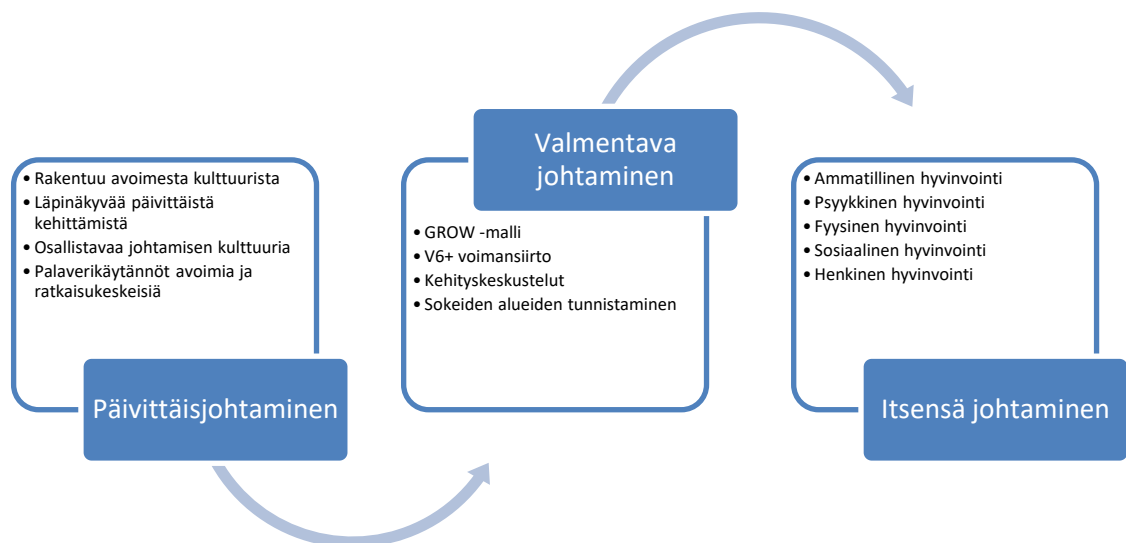 • Rakentuu avoimesta kulttuurista
• Läpinäkyvää päivittäistä
kehittämistä
• Osallistavaa johtamisen kulttuuria
• Palaverikäytännöt avoimia ja
ratkaisukeskeisiä
Päivittäisjohtaminen
Valmentava
johtaminen
• GROW -malli
• V6+ voimansiirto
• Kehityskeskustelut
• Sokeiden alueiden tunnistaminen
• Ammatillinen hyvinvointi
• Psyykkinen hyvinvointi
• Fyysinen hyvinvointi
• Sosiaalinen hyvinvointi
• Henkinen hyvinvointi
Itsensä johtaminen